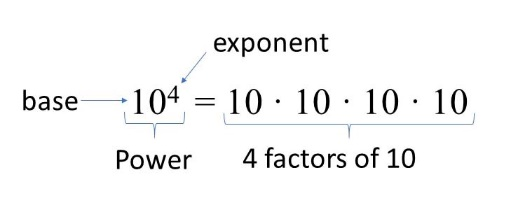 exponent
base 10⁴ = 10 · 10 · 10 · 10
Power 4 factors of 10